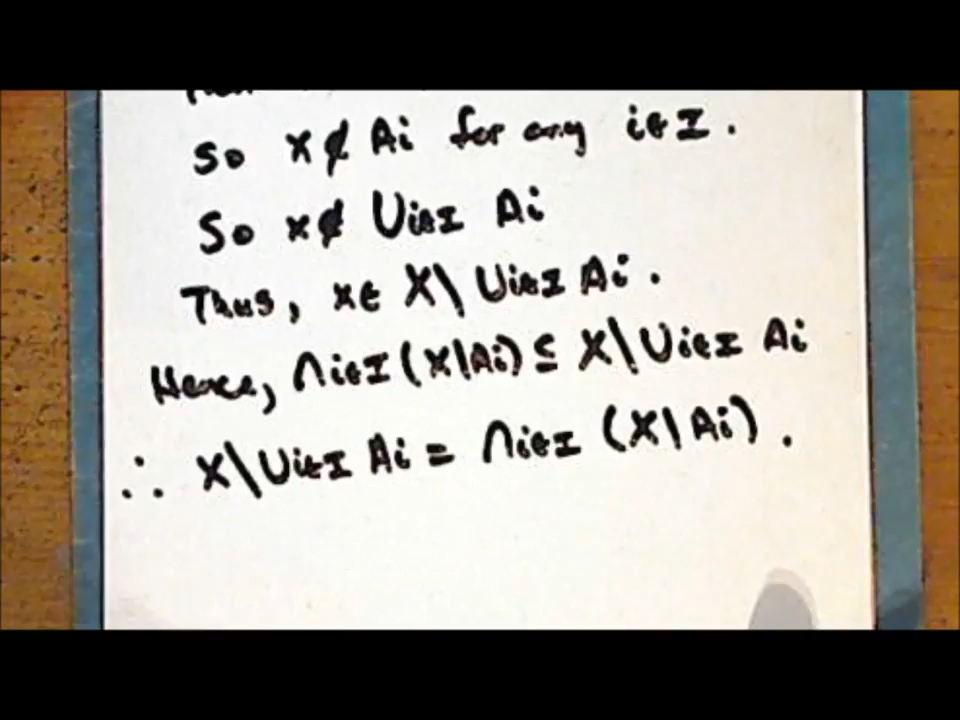 So x ∉ Ai for any i∈I.
So x ∉ ∪i∈I Ai
Thus, x∈ X\ ∪i∈I Ai.
Hence, ∩i∈I (X\Ai) ⊆ X\∪i∈I Ai
∴ X\∪i∈I Ai = ∩i∈I (X\Ai).